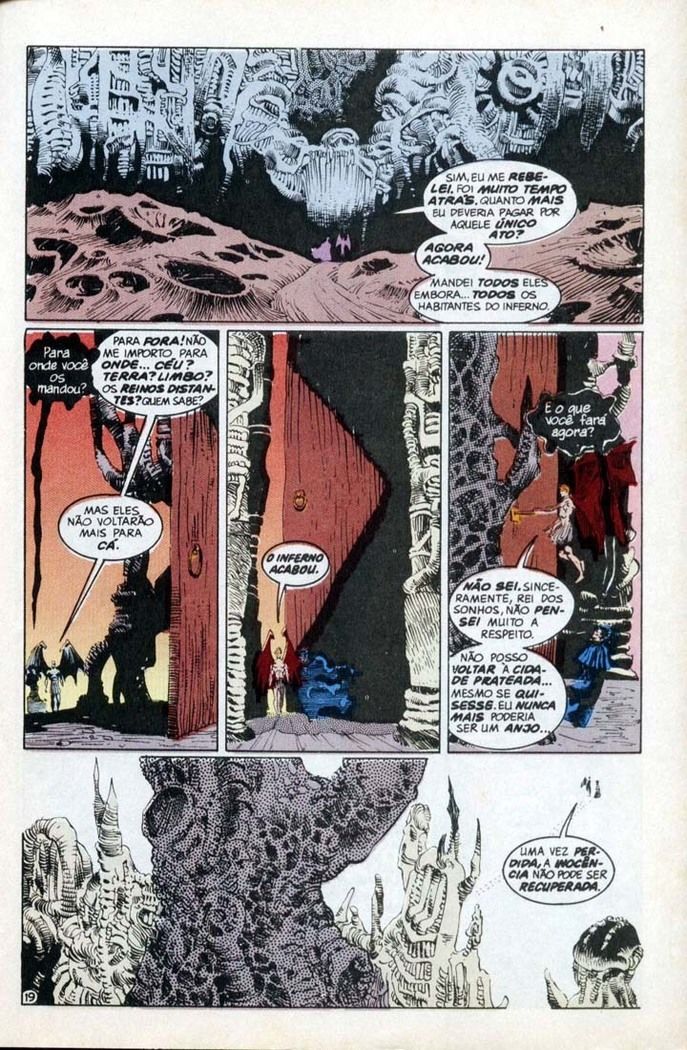 SIM, EU ME REBE-
LEI. FOI MUITO TEMPO
ATRÁS, QUANTO MAIS
EU DEVERIA PAGAR POR
AQUELE ÚNICO
ATO?
AGORA
ACABOU!
MANDEI TODOS ELES
EMBORA... TODOS OS
HABITANTES DO INFERNO.
Para
onde você
os
mandou?
PARA FORA! NÃO
ME IMPORTO PARA
ONDE... CÉU?
TERRA? LIMBO?
OS REINOS DISTAN-
TES? QUEM SABE?
MAS ELES
NÃO VOLTARÃO
MAIS PARA
CÁ.
O INFERNO
ACABOU.
E o que
você fará
agora?
NÃO SEI. SINCE-
RAMENTE, REI DOS
SONHOS, NÃO PEN-
SEI MUITO A
RESPEITO.
NÃO POSSO
VOLTAR À CIDA-
DE PRATEADA...
MESMO SE QUI-
SESSE. EU NUNCA
MAIS PODERIA
SER UM ANJO...
UMA VEZ PER-
DIDA, A INOCÊN-
CIA NÃO PODE SER
RECUPERADA.
19